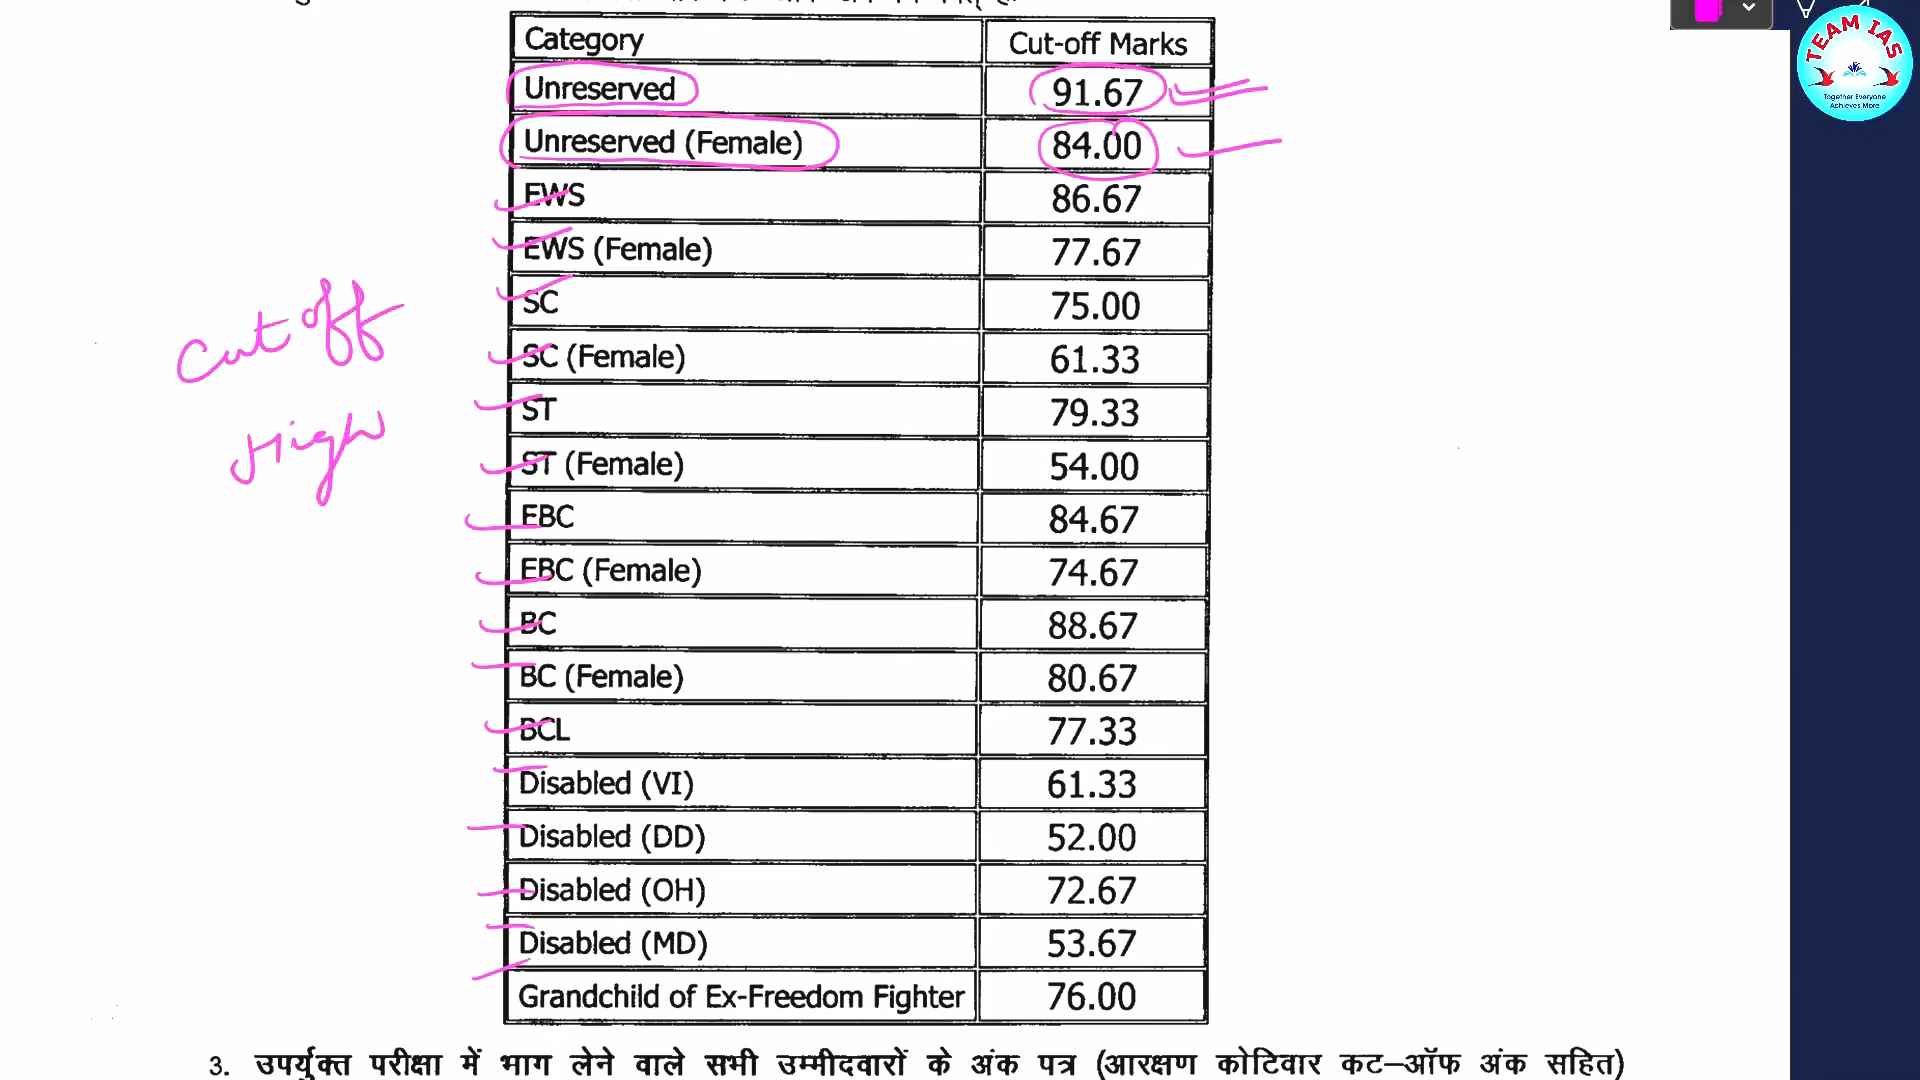 Category Cut-off Marks
Unreserved 91.67
Unreserved (Female) 84.00
EWS 86.67
EWS (Female) 77.67
SC 75.00
SC (Female) 61.33
ST 79.33
ST (Female) 54.00
EBC 84.67
EBC (Female) 74.67
BC 88.67
BC (Female) 80.67
BCL 77.33
Disabled (VI) 61.33
Disabled (DD) 52.00
Disabled (OH) 72.67
Disabled (MD) 53.67
Grandchild of Ex-Freedom Fighter 76.00
3. उपर्युक्त परीक्षा में भाग लेने वाले सभी उम्मीदवारों के अंक पत्र (आरक्षण कोटिवार कट–ऑफ अंक सहित)
Cut off
High
TEAM IAS
Together Everyone
Achieves More